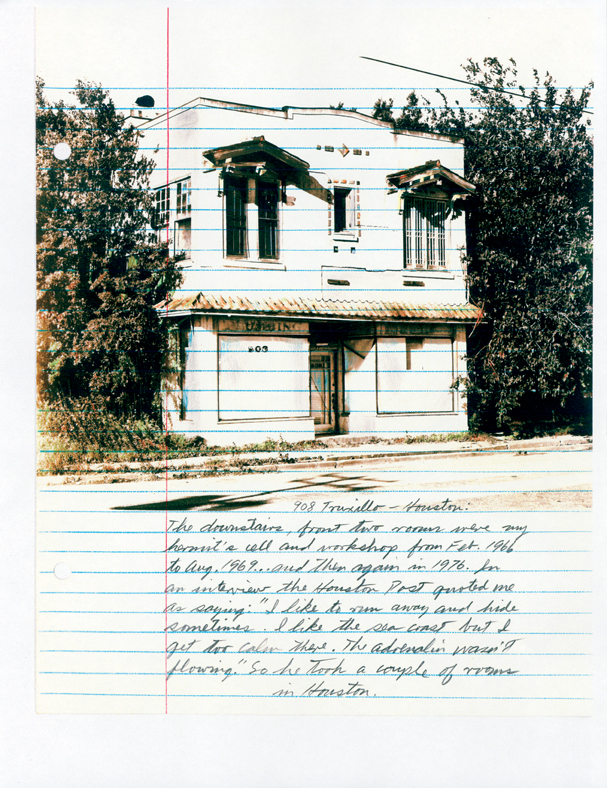 908
908 Truxillo - Houston.
The downstairs, front two rooms were my
hermit's cell and workshop from Feb. 1966
to Aug. 1969... and then again in 1976. In
an interview the Houston Post quoted me
as saying: "I like to run away and hide
sometimes. I like the sea coast but I
get too calm there. The adrenalin wasn't
flowing." So he took a couple of rooms
in Houston.